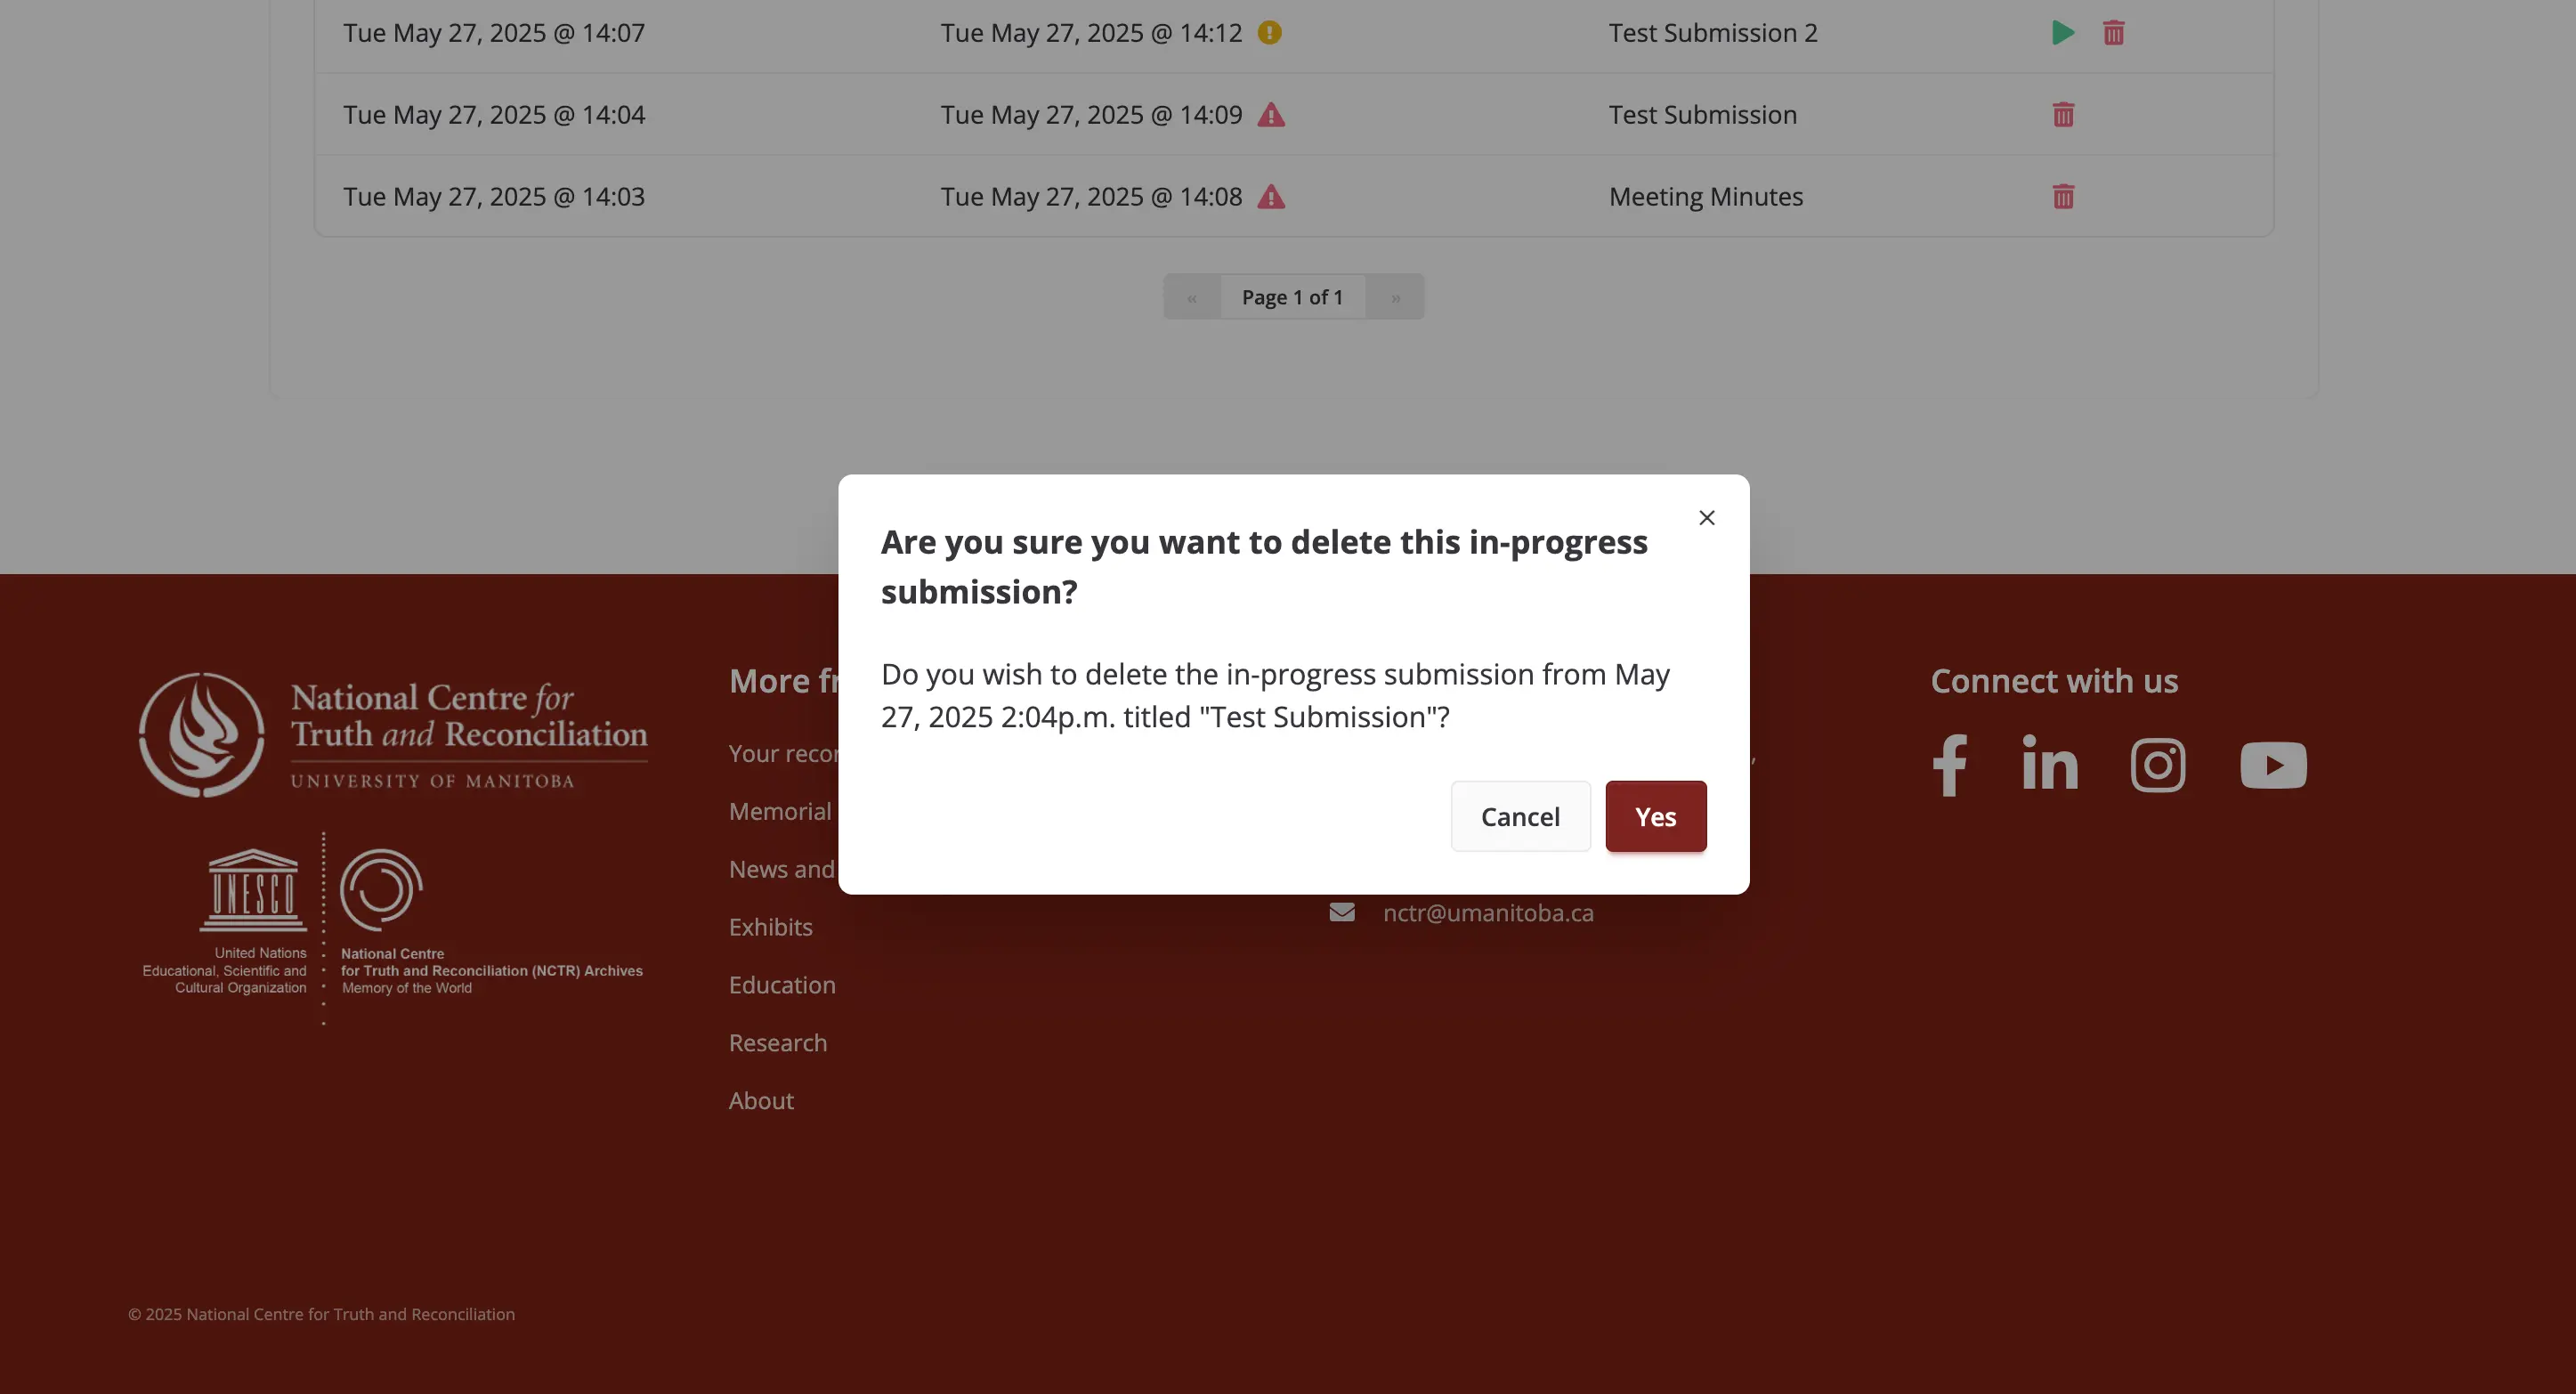 Tue May 27, 2025 @ 14:07 Tue May 27, 2025 @ 14:12 Test Submission 2
Tue May 27, 2025 @ 14:04 Tue May 27, 2025 @ 14:09 Test Submission
Tue May 27, 2025 @ 14:03 Tue May 27, 2025 @ 14:08 Meeting Minutes
« Page 1 of 1 »
Are you sure you want to delete this in-progress
submission?
Do you wish to delete the in-progress submission from May
27, 2025 2:04p.m. titled "Test Submission"?
Cancel Yes
National Centre for
Truth and Reconciliation
UNIVERSITY OF MANITOBA
UNESCO
United Nations
Educational, Scientific and
Cultural Organization
National Centre
for Truth and Reconciliation (NCTR) Archives
Memory of the World
More
Your
Memorial
News and
Exhibits
Education
Research
About
nctr@umanitoba.ca
Connect with us
© 2025 National Centre for Truth and Reconciliation